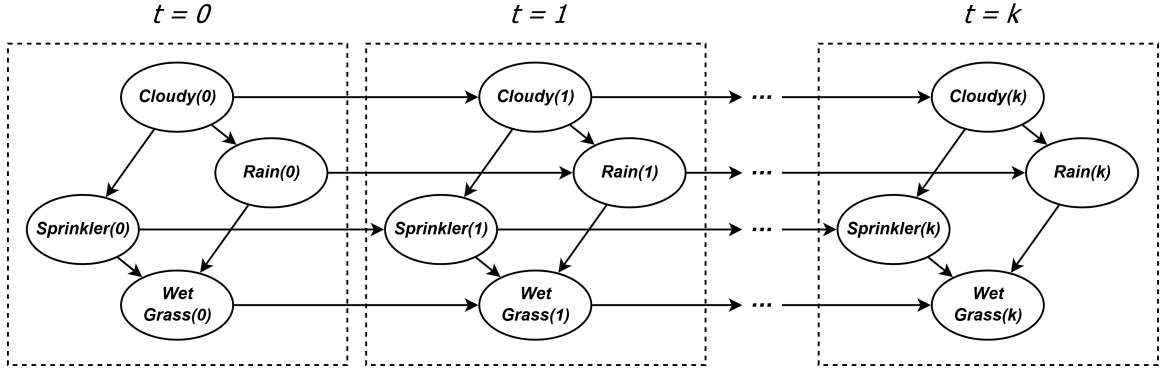 t = 0
t = 1
t = k
Cloudy(0)
Cloudy(1)
...
Cloudy(k)
Rain(0)
Rain(1)
...
Rain(k)
Sprinkler(0)
Sprinkler(1)
...
Sprinkler(k)
Wet
Grass(0)
Wet
Grass(1)
...
Wet
Grass(k)